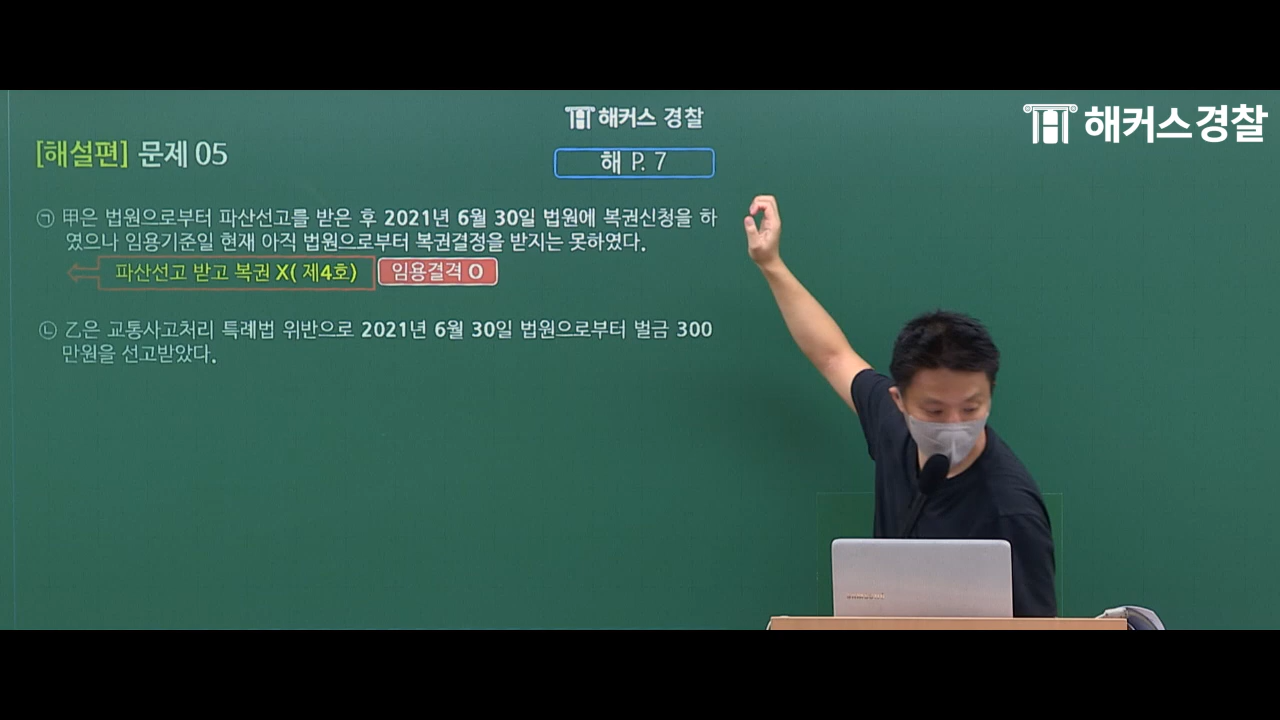 해커스 경찰
해커스경찰
[해설편] 문제 05
해 P. 7
㉠ 甲은 법원으로부터 파산선고를 받은 후 2021년 6월 30일 법원에 복권신청을 하
였으나 임용기준일 현재 아직 법원으로부터 복권결정을 받지는 못하였다.
파산선고 받고 복권 X( 제4호) 임용결격 O
㉡ 乙은 교통사고처리 특례법 위반으로 2021년 6월 30일 법원으로부터 벌금 300
만원을 선고받았다.